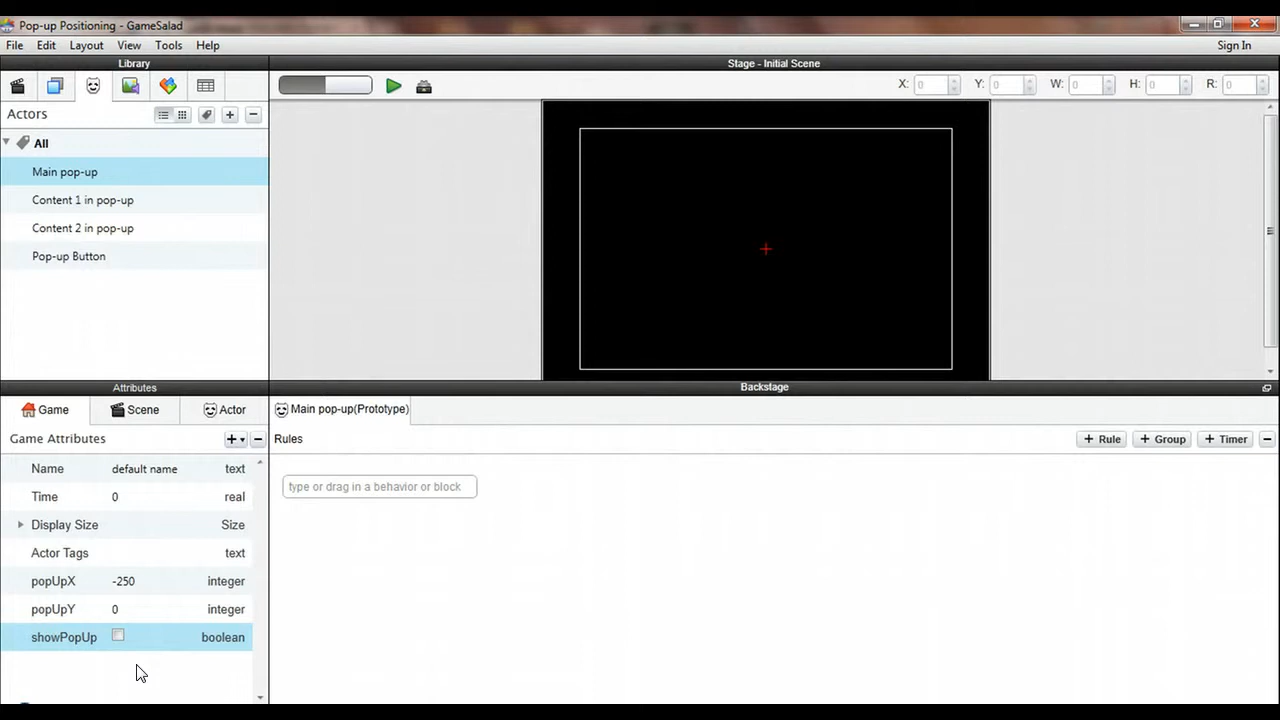 Pop-up Positioning - GameSalad
File Edit Layout View Tools Help Sign In
Library
Stage - Initial Scene
X: 0 Y: 0 W: 0 H: 0 R: 0
Actors
All
Main pop-up
Content 1 in pop-up
Content 2 in pop-up
Pop-up Button
Attributes
Backstage
Game Scene Actor
Main pop-up(Prototype)
Game Attributes
Rules
+ Rule + Group + Timer
Name default name text
type or drag in a behavior or block
Time 0 real
Display Size Size
Actor Tags text
popUpX -250 integer
popUpY 0 integer
showPopUp boolean